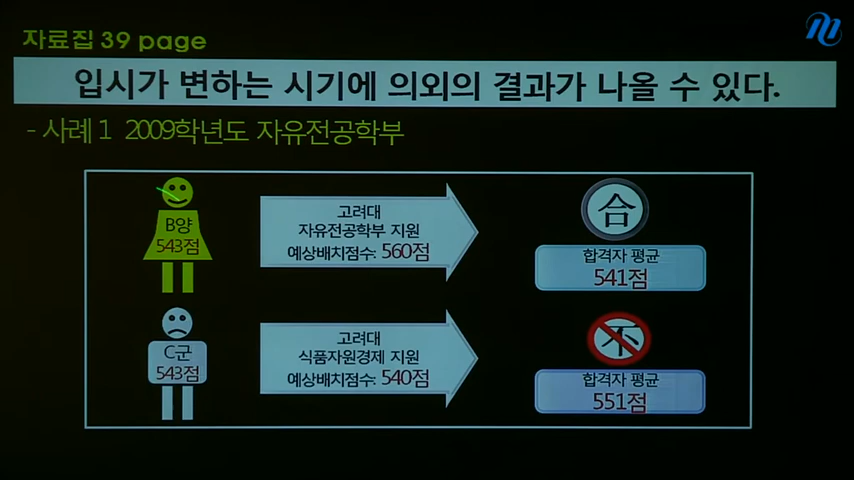 자료집 39 page
입시가 변하는 시기에 의외의 결과가 나올 수 있다.
- 사례 1 2009학년도 자유전공학부
B양
543점
고려대
자유전공학부 지원
예상배치점수: 560점
合
합격자 평균
541점
C군
543점
고려대
식품자원경제 지원
예상배치점수: 540점
不
합격자 평균
551점